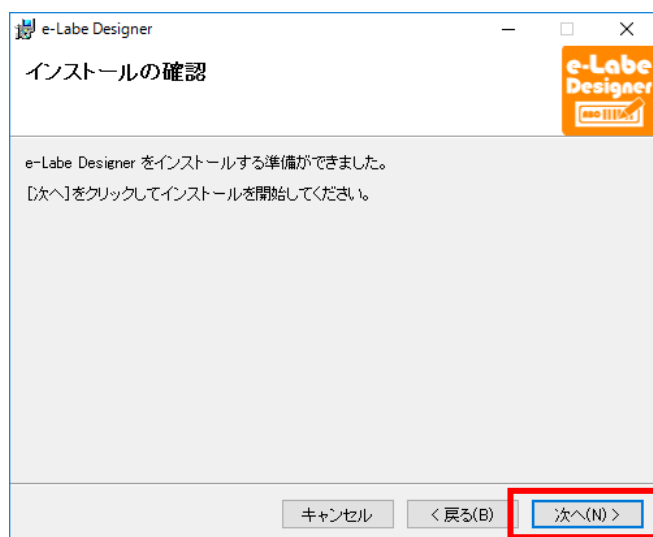 e-Labe Designer
インストールの確認
e-Labe
Designer
ABC
e-Labe Designer をインストールする準備ができました。
[次へ]をクリックしてインストールを開始してください。
キャンセル
< 戻る(B)
次へ(N) >